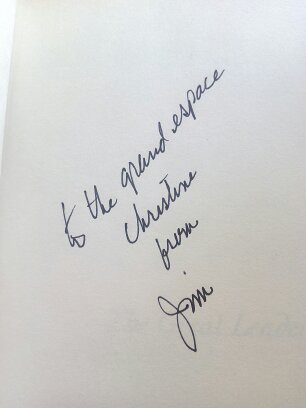 to the grand espace
Christine
from
Jim